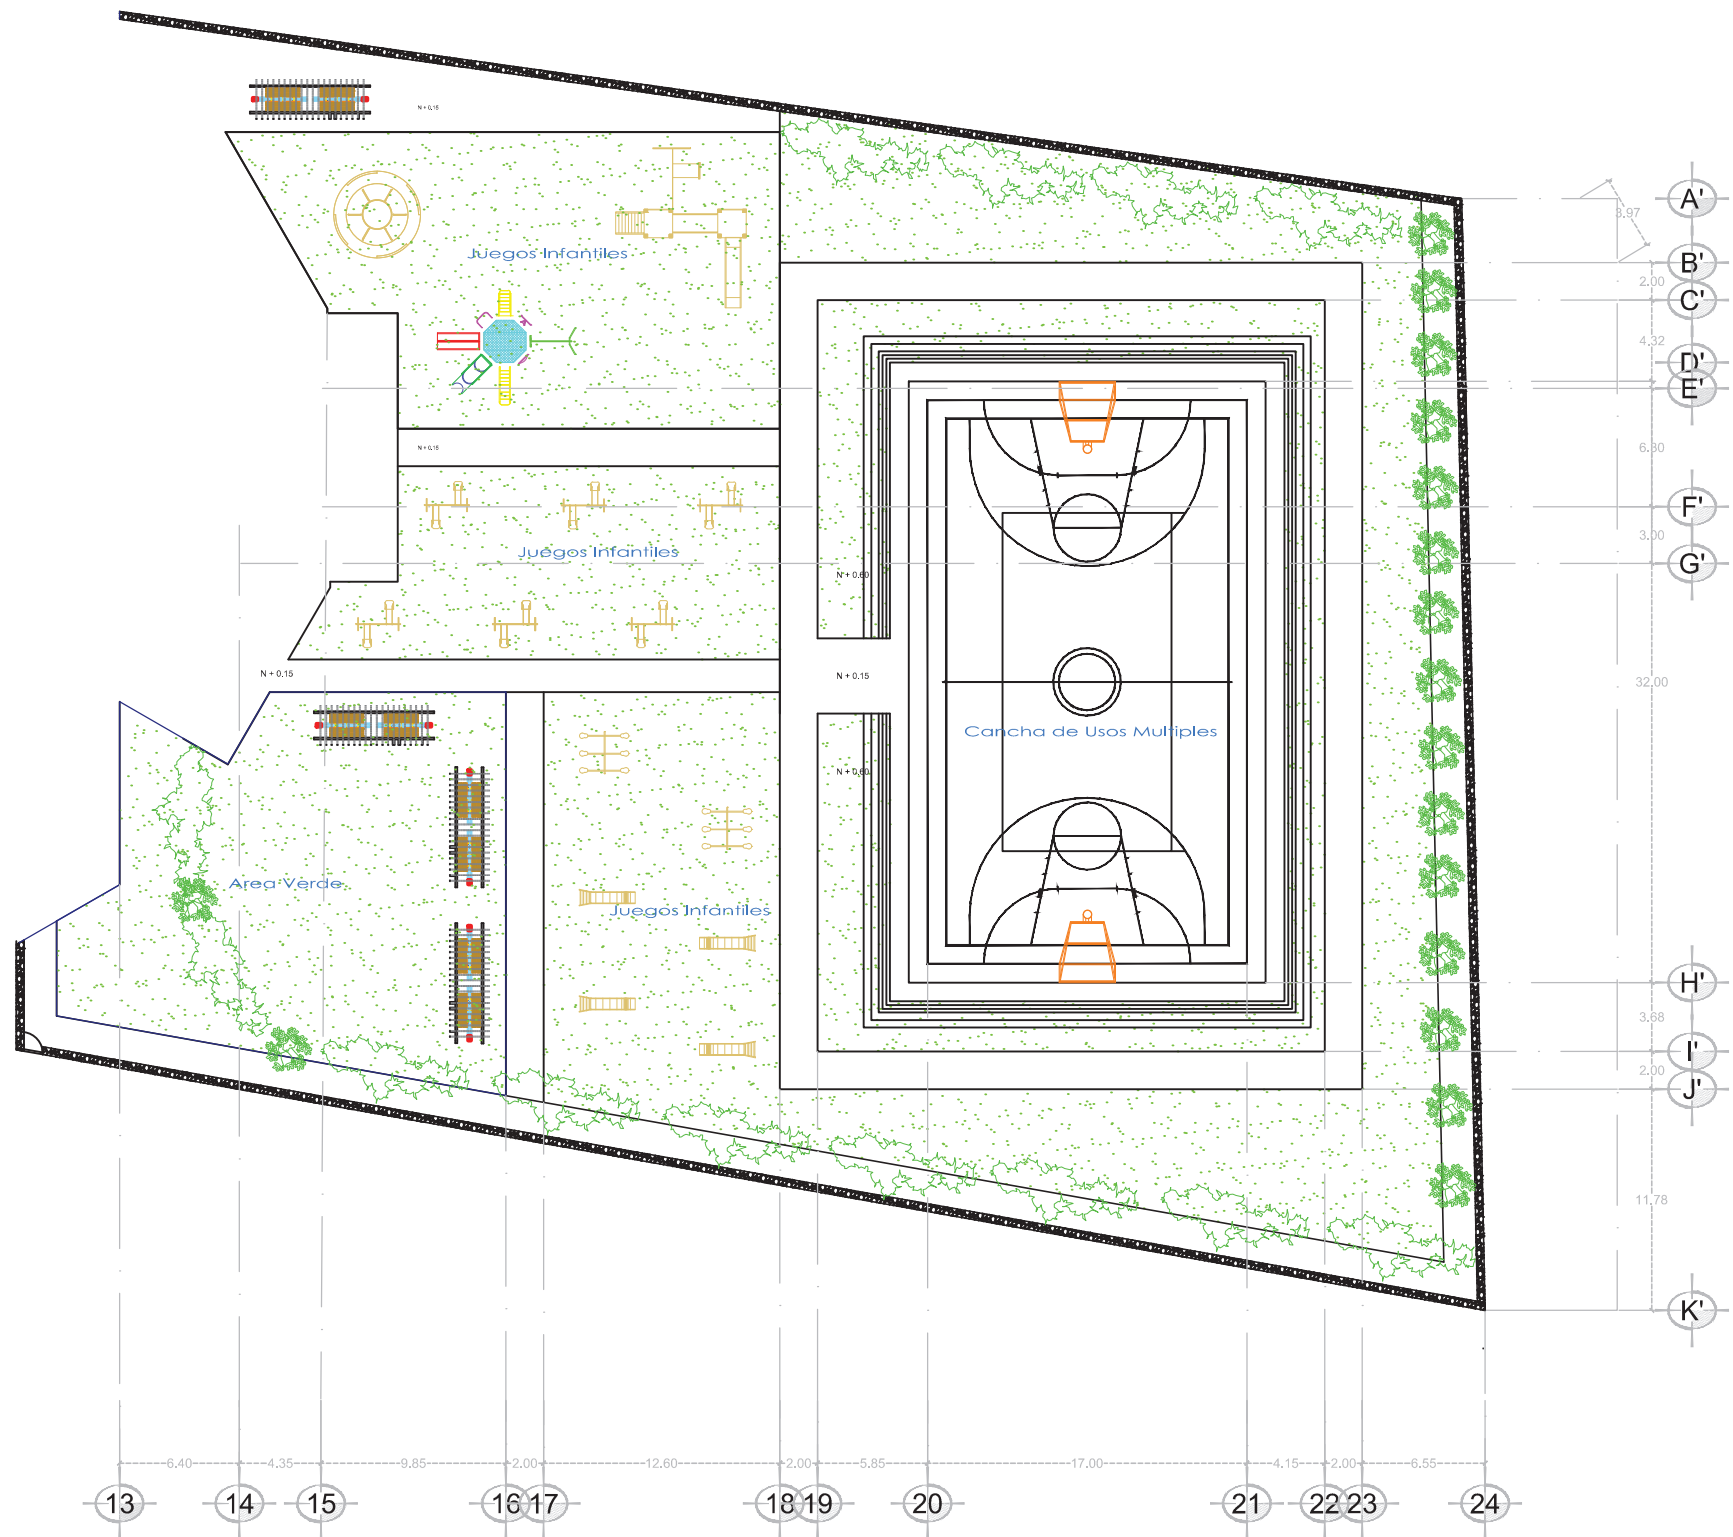 N + 0.15
A'
3.97
Juegos Infantiles
B'
2.00
C'
4.32
D'
E'
N + 0.15
6.30
F'
3.00
Juegos Infantiles
G'
N + 0.60
N + 0.15
N + 0.15
32.00
Cancha de Usos Multiples
N + 0.60
Area Verde
Juegos Infantiles
H'
3.68
I'
2.00
J'
11.78
K'
6.40 4.35 9.85 2.00 12.60 2.00 5.85 17.00 4.15 2.00 6.55
13 14 15 16 17 18 19 20 21 22 23 24